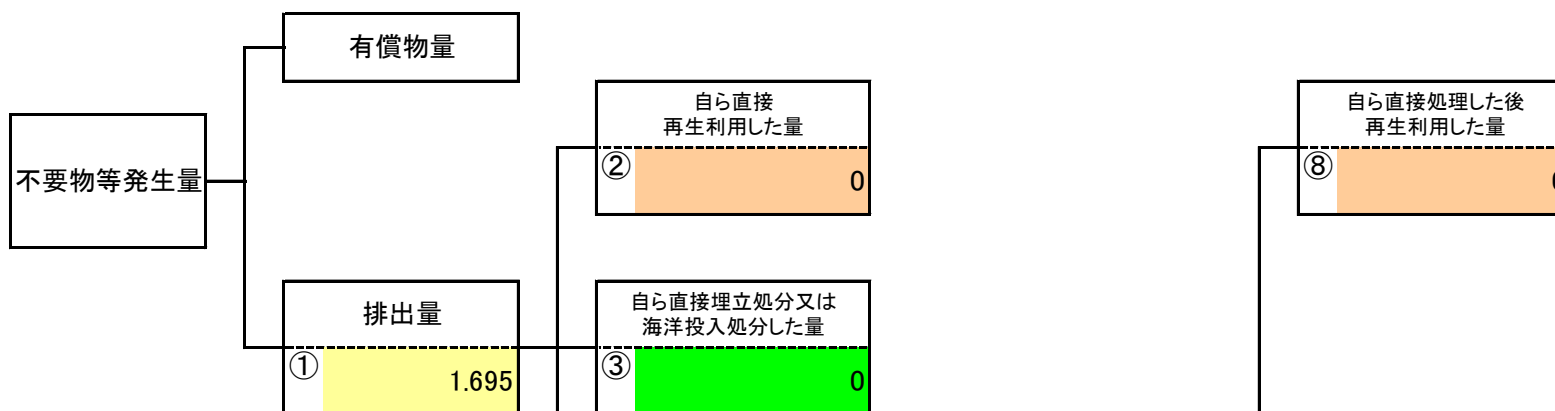 有償物量
自ら直接
再生利用した量
②
0
自ら直接処理した後
再生利用した量
⑧
不要物等発生量
排出量
①
1.695
自ら直接埋立処分又は
海洋投入処分した量
③
0